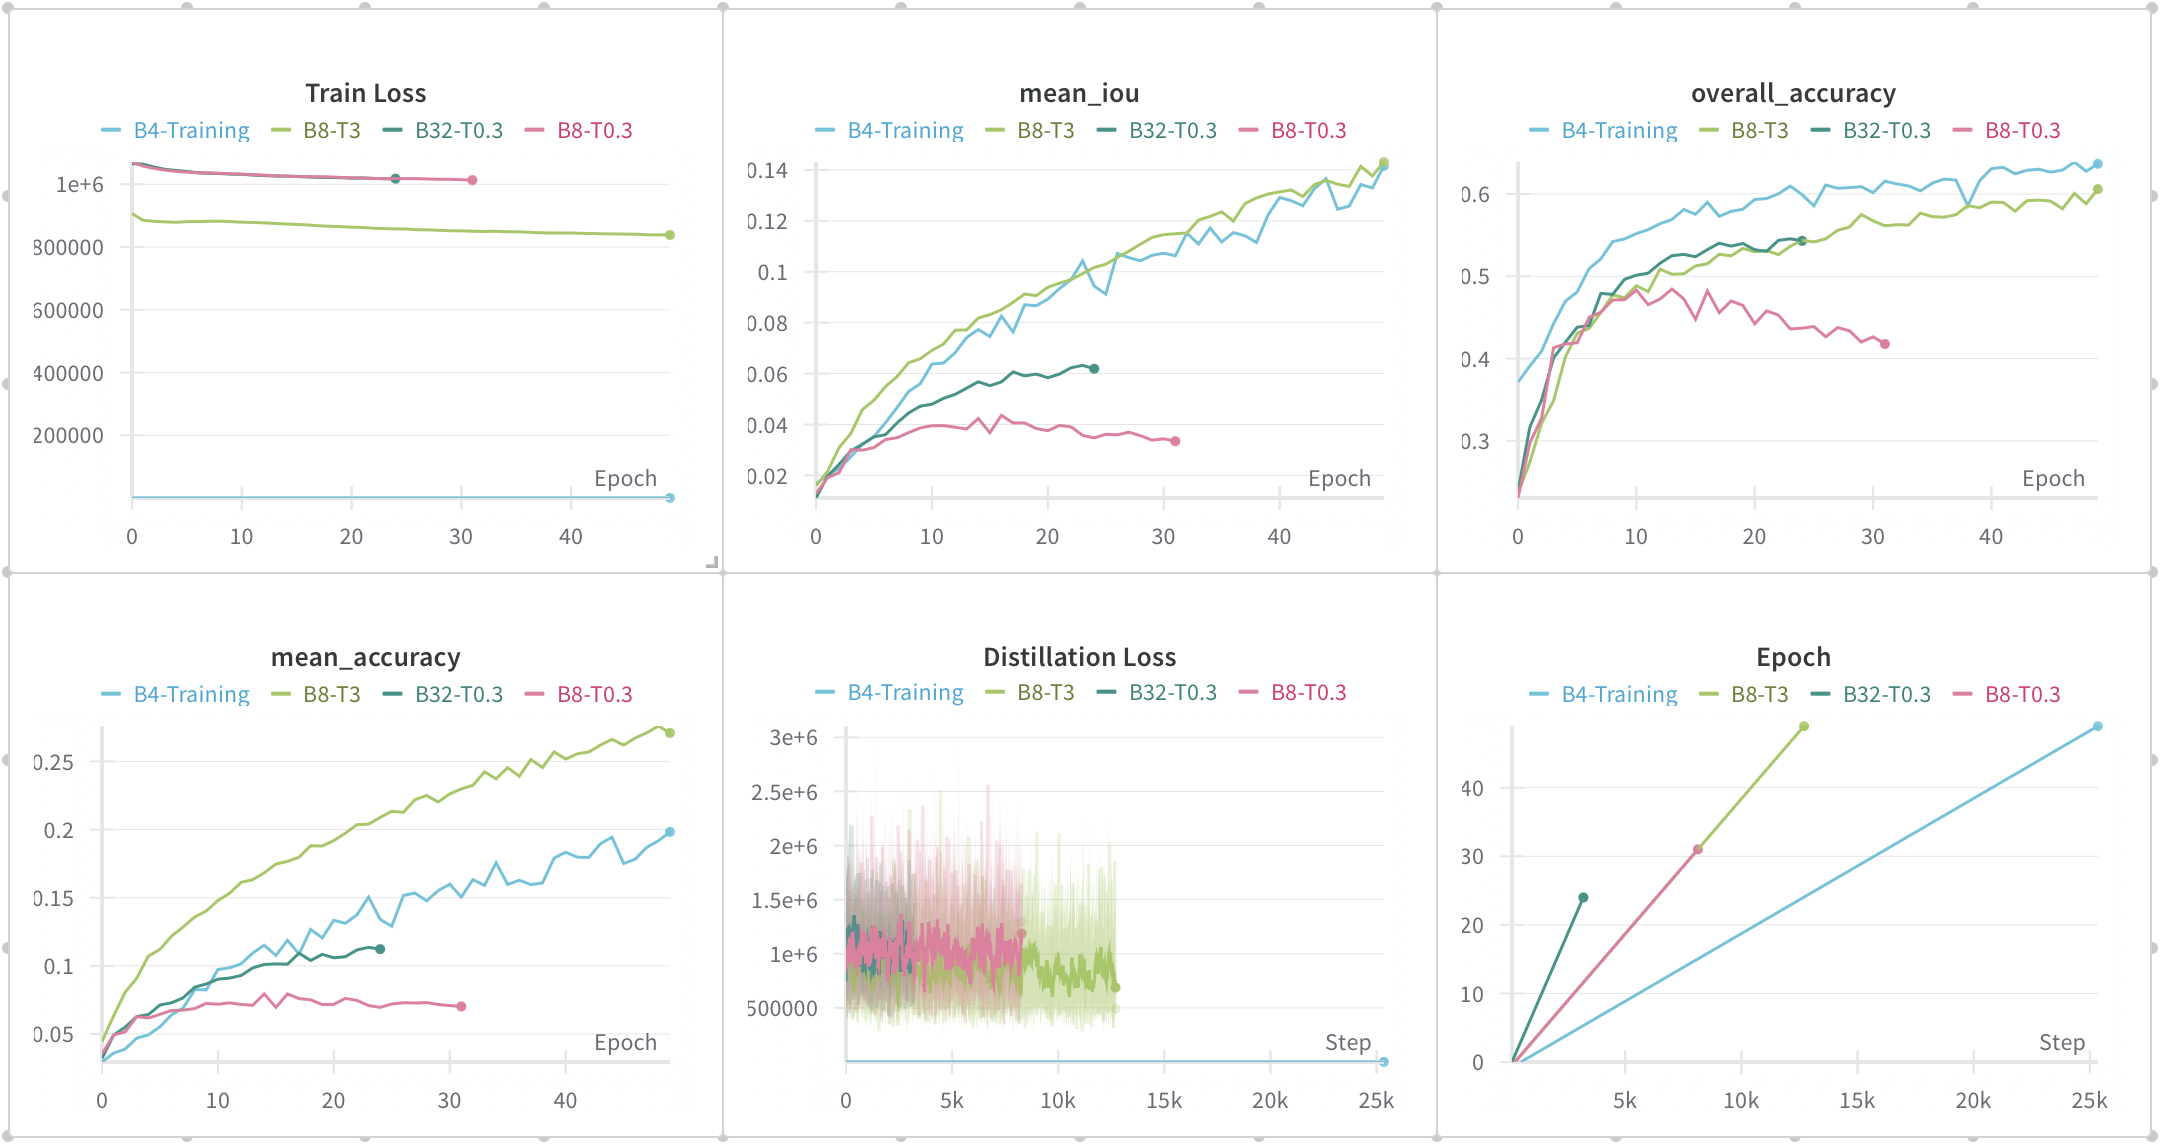 Train Loss
B4-Training B8-T3 B32-T0.3 B8-T0.3
1e+6
800000
600000
400000
200000
Epoch
0 10 20 30 40
mean_iou
B4-Training B8-T3 B32-T0.3 B8-T0.3
0.14
0.12
0.1
0.08
0.06
0.04
0.02
Epoch
0 10 20 30 40
overall_accuracy
B4-Training B8-T3 B32-T0.3 B8-T0.3
0.6
0.5
0.4
0.3
Epoch
0 10 20 30 40
mean_accuracy
B4-Training B8-T3 B32-T0.3 B8-T0.3
0.25
0.2
0.15
0.1
0.05
Epoch
0 10 20 30 40
Distillation Loss
B4-Training B8-T3 B32-T0.3 B8-T0.3
3e+6
2.5e+6
2e+6
1.5e+6
1e+6
500000
Step
0 5k 10k 15k 20k 25k
Epoch
B4-Training B8-T3 B32-T0.3 B8-T0.3
40
30
20
10
0
Step
5k 10k 15k 20k 25k